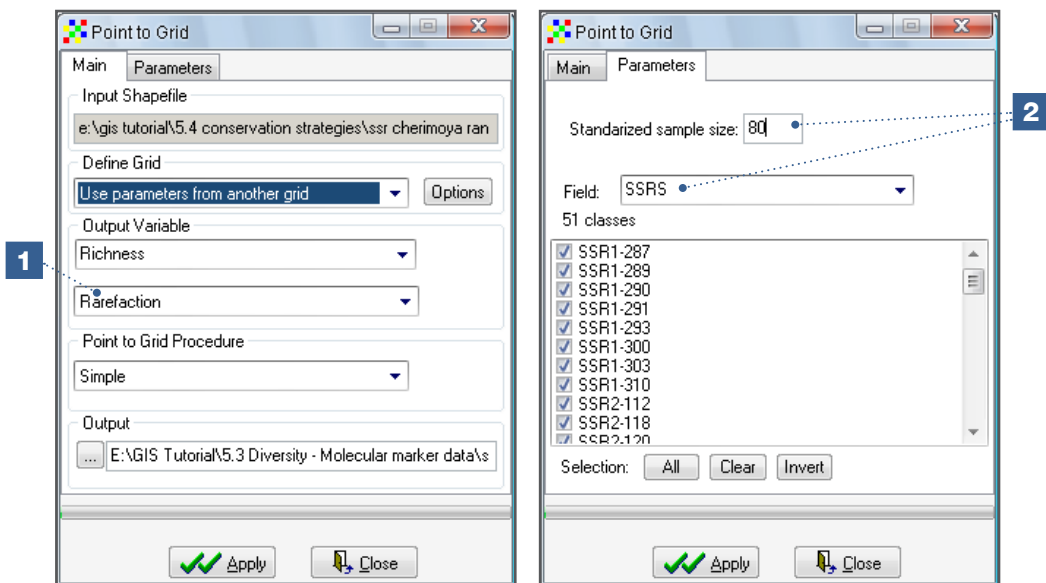 Point to Grid
Main Parameters
Input Shapefile
e:\gis tutorial\5.4 conservation strategies\ssr cherimoya ran
Define Grid
Use parameters from another grid Options
Output Variable
Richness
1
Rarefaction
Point to Grid Procedure
Simple
Output
... E:\GIS Tutorial\5.3 Diversity - Molecular marker data\s
Apply Close
Point to Grid
Main Parameters
2
Standarized sample size: 80
Field: SSRS
51 classes
SSR1-287
SSR1-289
SSR1-290
SSR1-291
SSR1-293
SSR1-300
SSR1-303
SSR1-310
SSR2-112
SSR2-118
SSR2-120
Selection: All Clear Invert
Apply Close